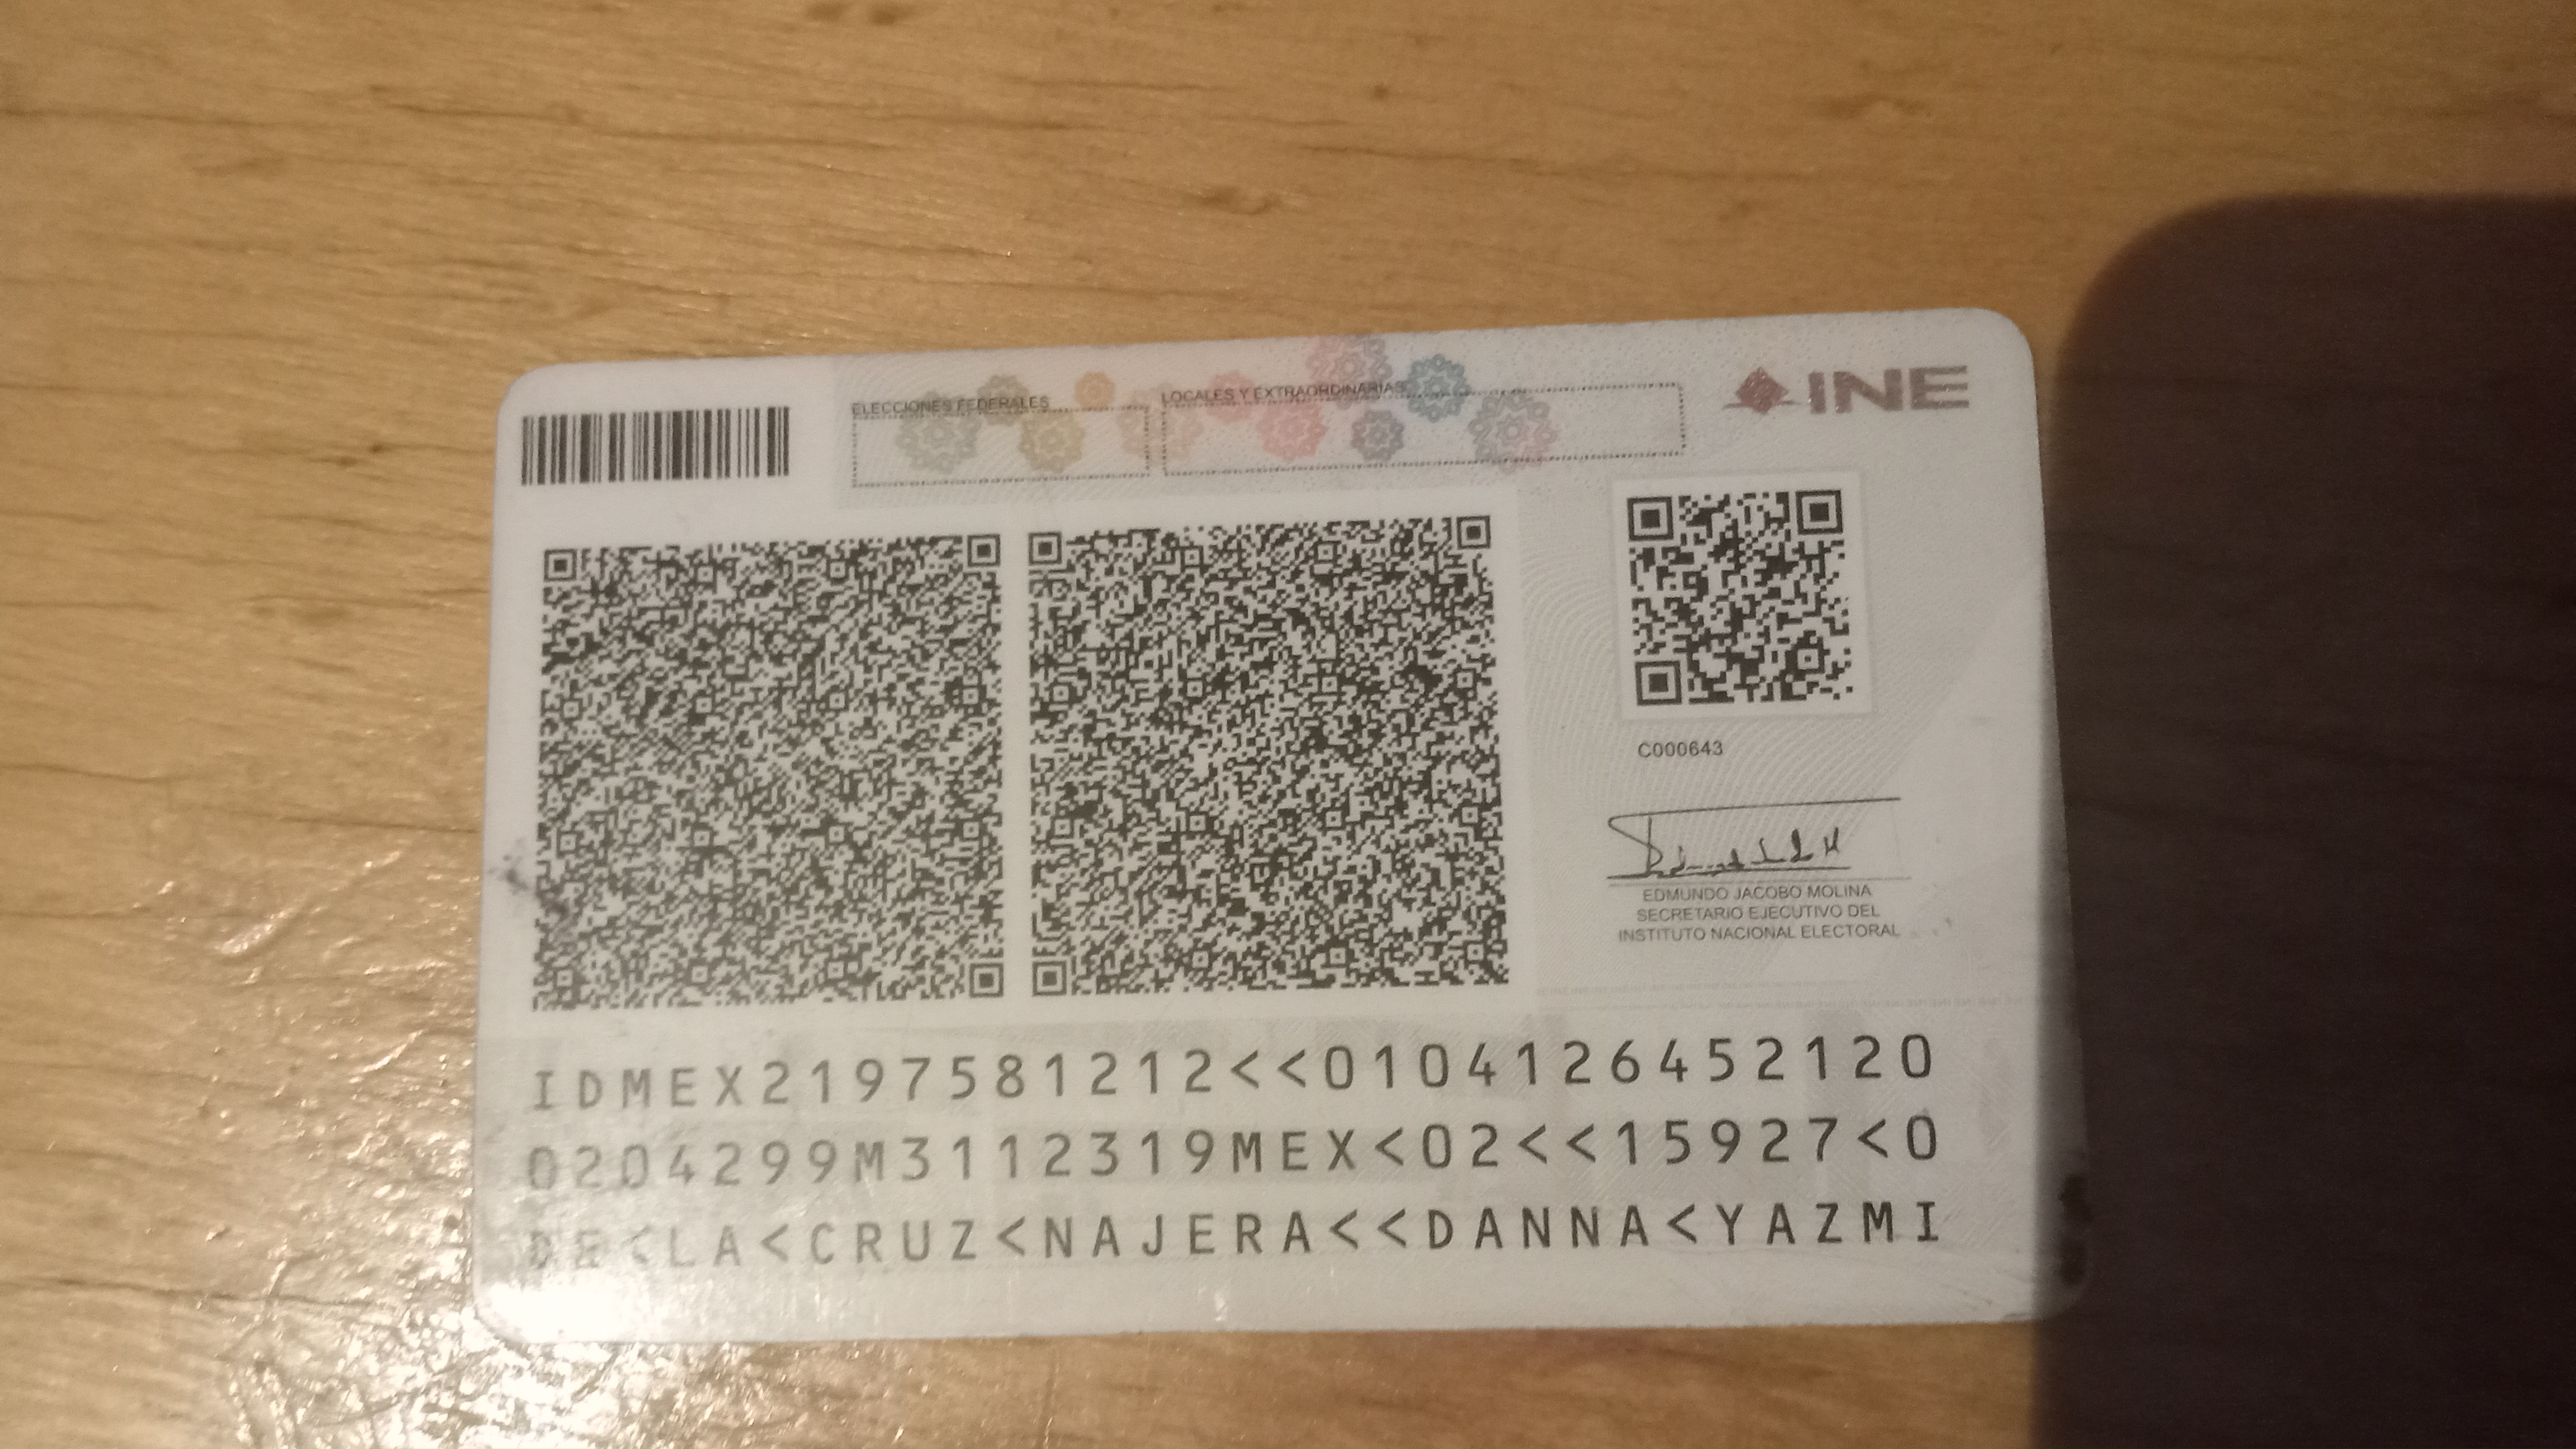 ELECCIONES FEDERALES
LOCALES Y EXTRAORDINARIAS
INE
C000643
EDMUNDO JACOBO MOLINA
SECRETARIO EJECUTIVO DEL
INSTITUTO NACIONAL ELECTORAL
IDMEX2197581212<<0104126452120
0204299M3112319MEX<02<<15927<0
DE<LA<CRUZ<NAJERA<<DANNA<YAZMI